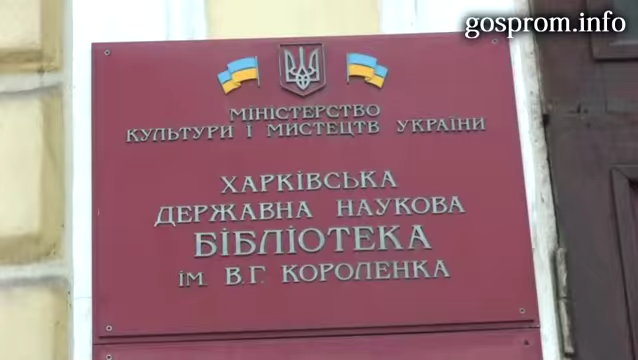 gosprom.info
МІНІСТЕРСТВО
КУЛЬТУРИ І МИСТЕЦТВ УКРАЇНИ
ХАРКІВСЬКА
ДЕРЖАВНА НАУКОВА
БІБЛІОТЕКА
ІМ. В.Г. КОРОЛЕНКА